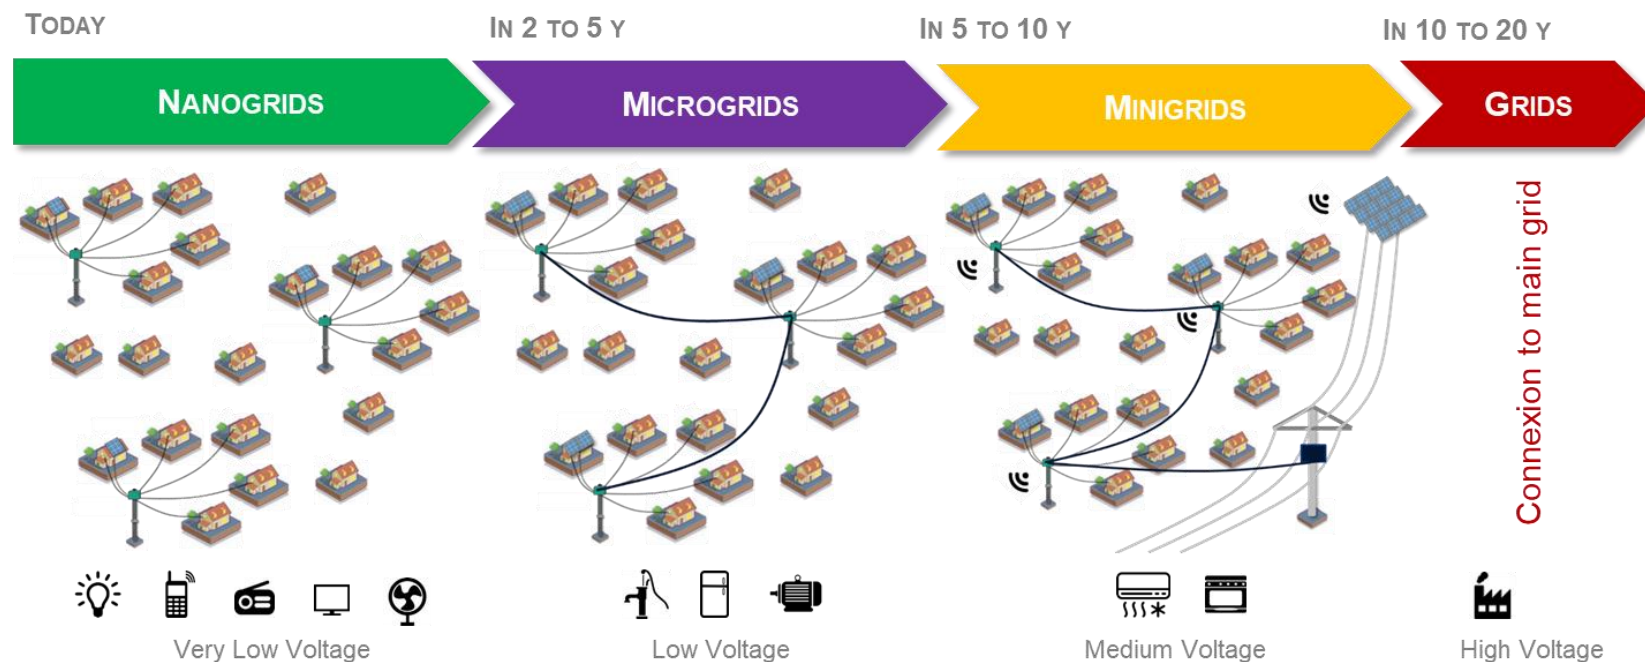 TODAY
IN 2 TO 5 Y
IN 5 TO 10 Y
IN 10 TO 20 Y
NANOGRIDS
MICROGRIDS
MINIGRIDS
GRIDS
Connexion to main grid
Very Low Voltage
Low Voltage
Medium Voltage
High Voltage